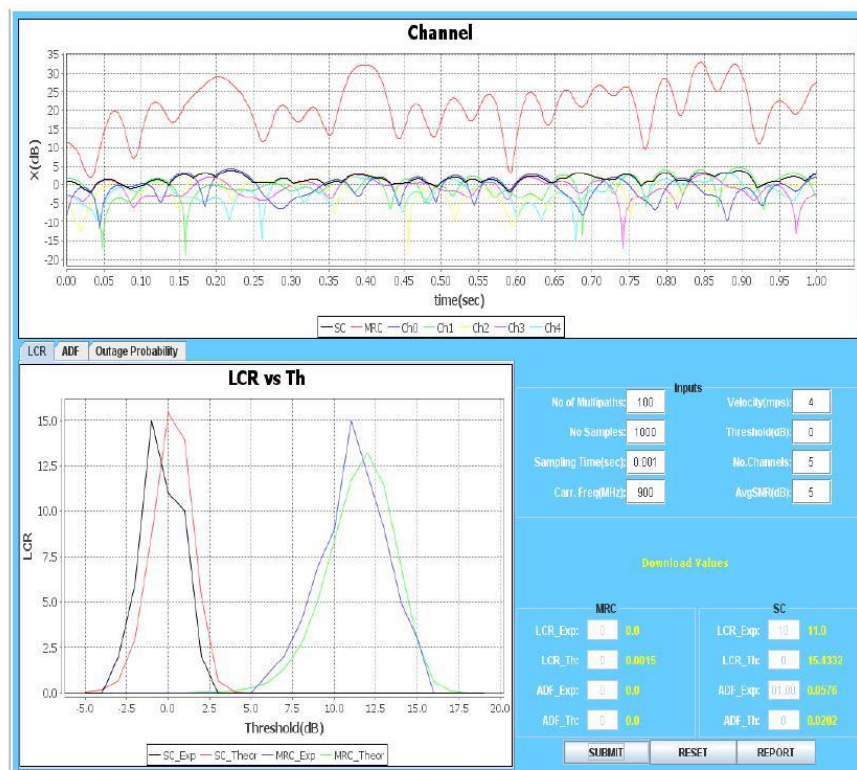 Channel
X(dB)
35
30
25
20
15
10
5
0
-5
-10
-15
-20
0.00 0.05 0.10 0.15 0.20 0.25 0.30 0.35 0.40 0.45 0.50 0.55 0.60 0.65 0.70 0.75 0.80 0.85 0.90 0.95 1.00
time(sec)
SC MRC Ch0 Ch1 Ch2 Ch3 Ch4
LCR ADF Outage Probability
LCR vs Th
LCR
15.0
12.5
10.0
7.5
5.0
2.5
0.0
-5.0 -2.5 0.0 2.5 5.0 7.5 10.0 12.5 15.0 17.5 20.0
Threshold(dB)
SC_Exp SC_Theor MRC_Exp MRC_Theor
Inputs
No of Multipaths: 100 Velocity(mps): 4
No Samples: 1000 Threshold(dB): 0
Sampling Time(sec): 0.001 No.Channels: 5
Carr. Freq(MHz): 900 AvgSNR(dB): 5
Download Values
MRC
LCR_Exp: 0 0.0
LCR_Th: 0 0.0015
ADF_Exp: 0 0.0
ADF_Th: 0 0.0
SC
LCR_Exp: 11.0
LCR_Th: 0 15.4332
ADF_Exp: 01.00 0.0576
ADF_Th: 0 0.0202
SUBMIT RESET REPORT